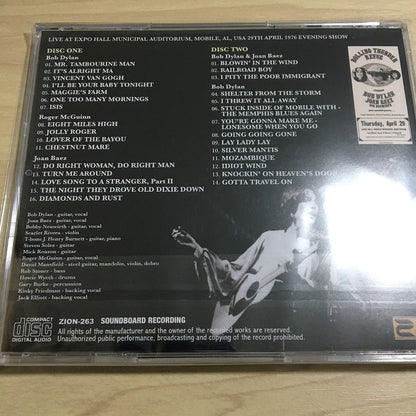 LIVE AT EXPO HALL MUNICIPAL AUDITORIUM, MOBILE, AL, USA 29TH APRIL 1976 EVENING SHOW
DISC ONE
Bob Dylan
01. MR. TAMBOURINE MAN
02. IT'S ALRIGHT MA
03. VINCENT VAN GOGH
04. I'LL BE YOUR BABY TONIGHT
05. MAGGIE'S FARM
06. ONE TOO MANY MORNINGS
07. ISIS
Roger McGuinn
08. EIGHT MILES HIGH
09. JOLLY ROGER
10. LOVER OF THE BAYOU
11. CHESTNUT MARE
Joan Baez
12. DO RIGHT WOMAN, DO RIGHT MAN
13. TURN ME AROUND
14. LOVE SONG TO A STRANGER, Part II
15. THE NIGHT THEY DROVE OLD DIXIE DOWN
16. DIAMONDS AND RUST
Bob Dylan - guitar, vocal
Joan Baez - guitar, vocal
Bobby Neuwirth - guitar, vocal
Scarlet Rivera - violin
T-bone J. Henry Burnett - guitar, piano
Steven Soles - guitar
Mick Ronson - guitar
Roger McGuinn - guitar, vocal
David Mansfield - steel guitar, mandolin, violin, dobro
Rob Stoner - bass
Howie Wyeth - drums
Gary Burke - percussion
Kinky Friedman - backing vocal
Jack Elliott - backing vocal
DISC TWO
Bob Dylan & Joan Baez
01. BLOWIN' IN THE WIND
02. RAILROAD BOY
03. I PITY THE POOR IMMIGRANT
Bob Dylan
04. SHELTER FROM THE STORM
05. I THREW IT ALL AWAY
06. STUCK INSIDE OF MOBILE WITH -
THE MEMPHIS BLUES AGAIN
07. YOU'RE GONNA MAKE ME -
LONESOME WHEN YOU GO
08. GOING GOING GONE
09. LAY LADY LAY
10. SILVER MANTIS
11. MOZAMBIQUE
12. IDIOT WIND
13. KNOCKIN' ON HEAVEN'S DOOR
14. GOTTA TRAVEL ON
ROLLING THUNDER
REVUE
BOB DYLAN
JOAN BAEZ
Thursday, April 29
COMPACT
disc
DIGITAL AUDIO
ZION-263 SOUNDBOARD RECORDING
All rights of the manufacturer and the owner of the recorded works are reserved.
Unauthorized public performance, broadcasting and copying of the record prohibited.